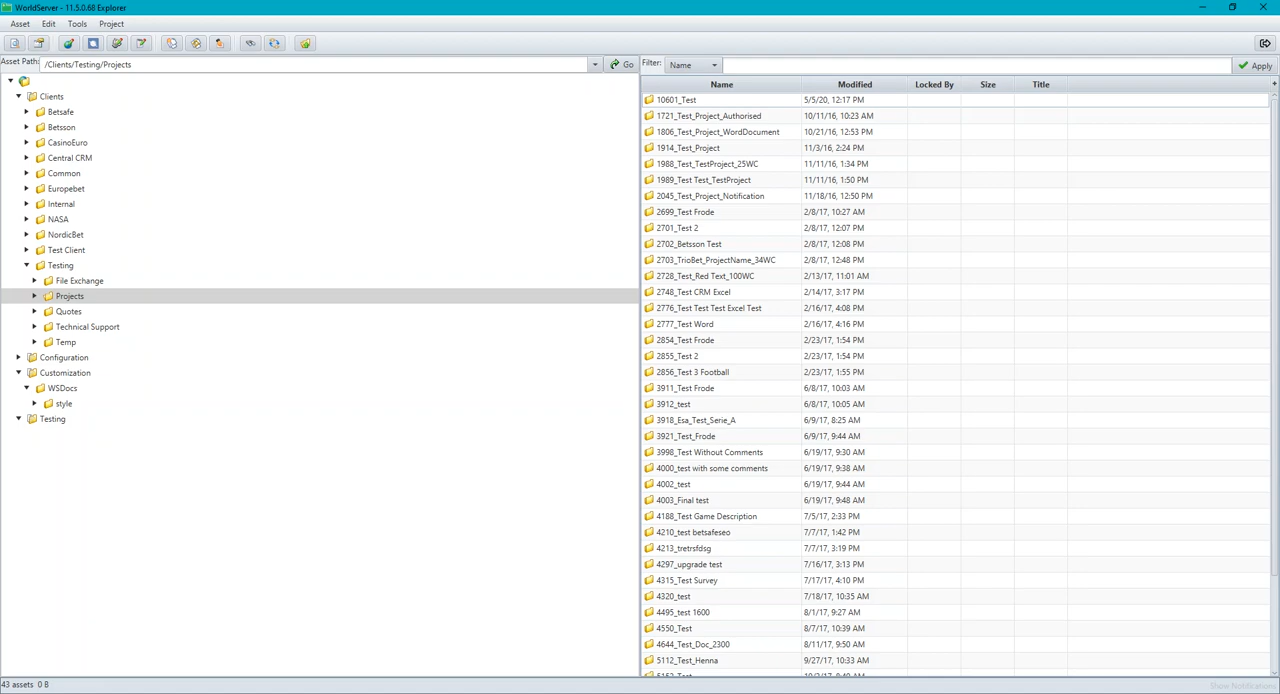 WorldServer - 11.5.0.68 Explorer
Asset Edit Tools Project
Asset Path: /Clients/Testing/Projects Go
Clients
Betsafe
Betsson
CasinoEuro
Central CRM
Common
Europebet
Internal
NASA
NordicBet
Test Client
Testing
File Exchange
Projects
Quotes
Technical Support
Temp
Configuration
Customization
WSDocs
style
Testing
Filter: Name Apply
Name Modified Locked By Size Title
10601_Test 5/5/20, 12:17 PM
1721_Test_Project_Authorised 10/11/16, 10:23 AM
1806_Test_Project_WordDocument 10/21/16, 12:53 PM
1914_Test_Project 11/3/16, 2:24 PM
1988_Test_TestProject_25WC 11/11/16, 1:34 PM
1989_Test Test_TestProject 11/11/16, 1:50 PM
2045_Test_Project_Notification 11/18/16, 12:50 PM
2699_Test Frode 2/8/17, 10:27 AM
2701_Test 2 2/8/17, 12:07 PM
2702_Betsson Test 2/8/17, 12:08 PM
2703_TrioBet_ProjectName_34WC 2/8/17, 12:48 PM
2728_Test_Red Text_100WC 2/13/17, 11:01 AM
2748_Test CRM Excel 2/14/17, 3:17 PM
2776_Test Test Test Excel Test 2/16/17, 4:08 PM
2777_Test Word 2/16/17, 4:16 PM
2854_Test Frode 2/23/17, 1:54 PM
2855_Test 2 2/23/17, 1:54 PM
2856_Test 3 Football 2/23/17, 1:55 PM
3911_Test Frode 6/8/17, 10:03 AM
3912_test 6/8/17, 10:05 AM
3918_Esa_Test_Serie_A 6/9/17, 8:25 AM
3921_Test_Frode 6/9/17, 9:44 AM
3998_Test Without Comments 6/19/17, 9:30 AM
4000_test with some comments 6/19/17, 9:38 AM
4002_test 6/19/17, 9:44 AM
4003_Final test 6/19/17, 9:48 AM
4188_Test Game Description 7/5/17, 2:33 PM
4210_test betsafeseo 7/7/17, 1:42 PM
4213_tretrsfdsg 7/7/17, 3:19 PM
4297_upgrade test 7/16/17, 3:13 PM
4315_Test Survey 7/17/17, 4:10 PM
4320_test 7/18/17, 10:35 AM
4495_test 1600 8/1/17, 9:27 AM
4550_Test 8/7/17, 10:39 AM
4644_Test_Doc_2300 8/11/17, 9:50 AM
5112_Test_Henna 9/27/17, 10:33 AM
43 assets 0 B
Show Notifications